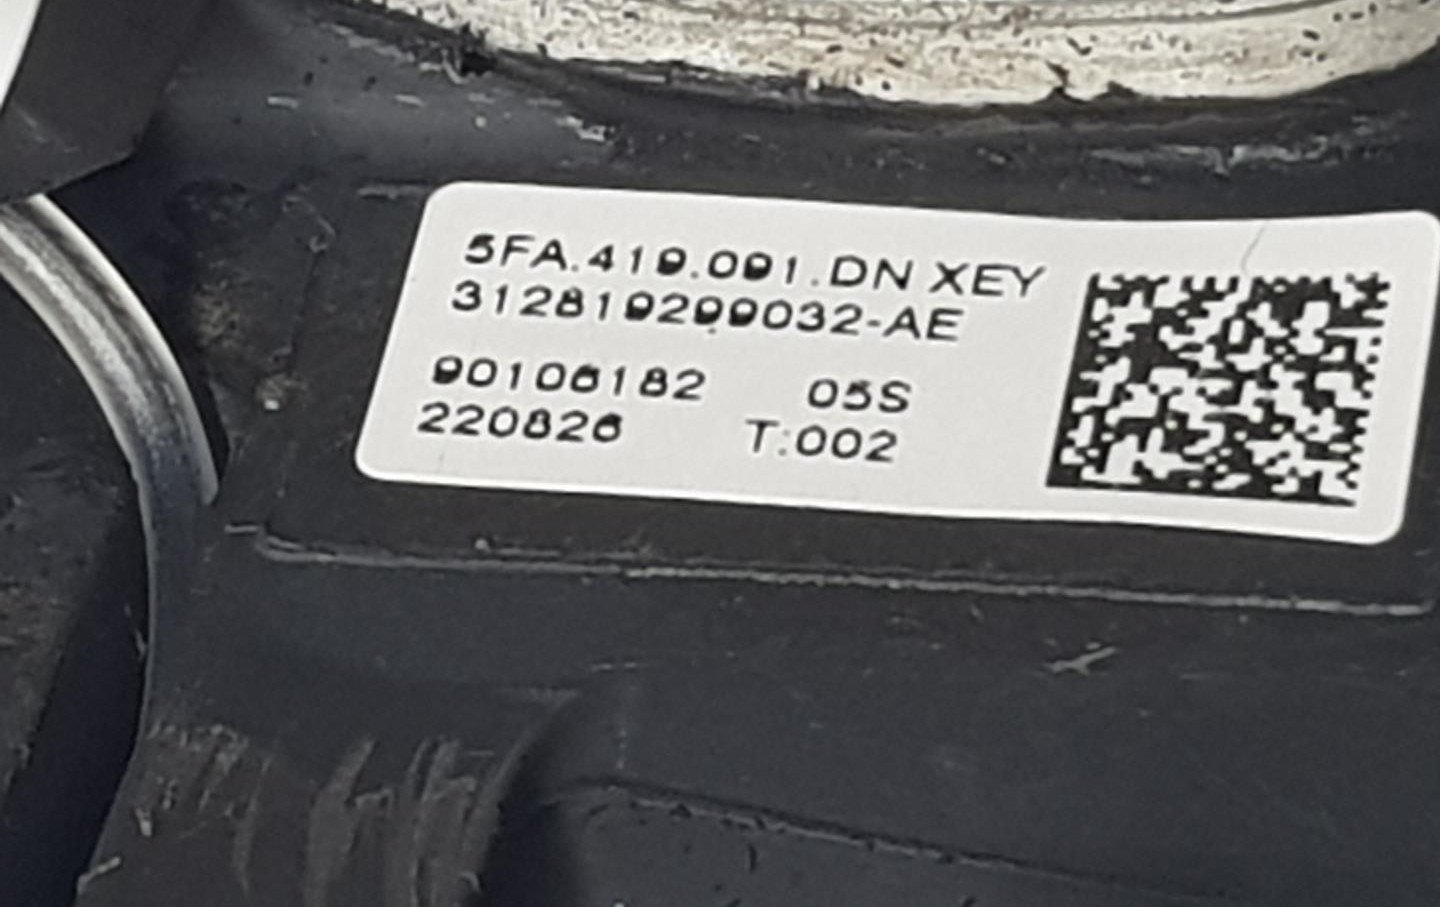 5FA.419.091.DN XEY
312819299032-AE
90106182 05S
220826 T:002